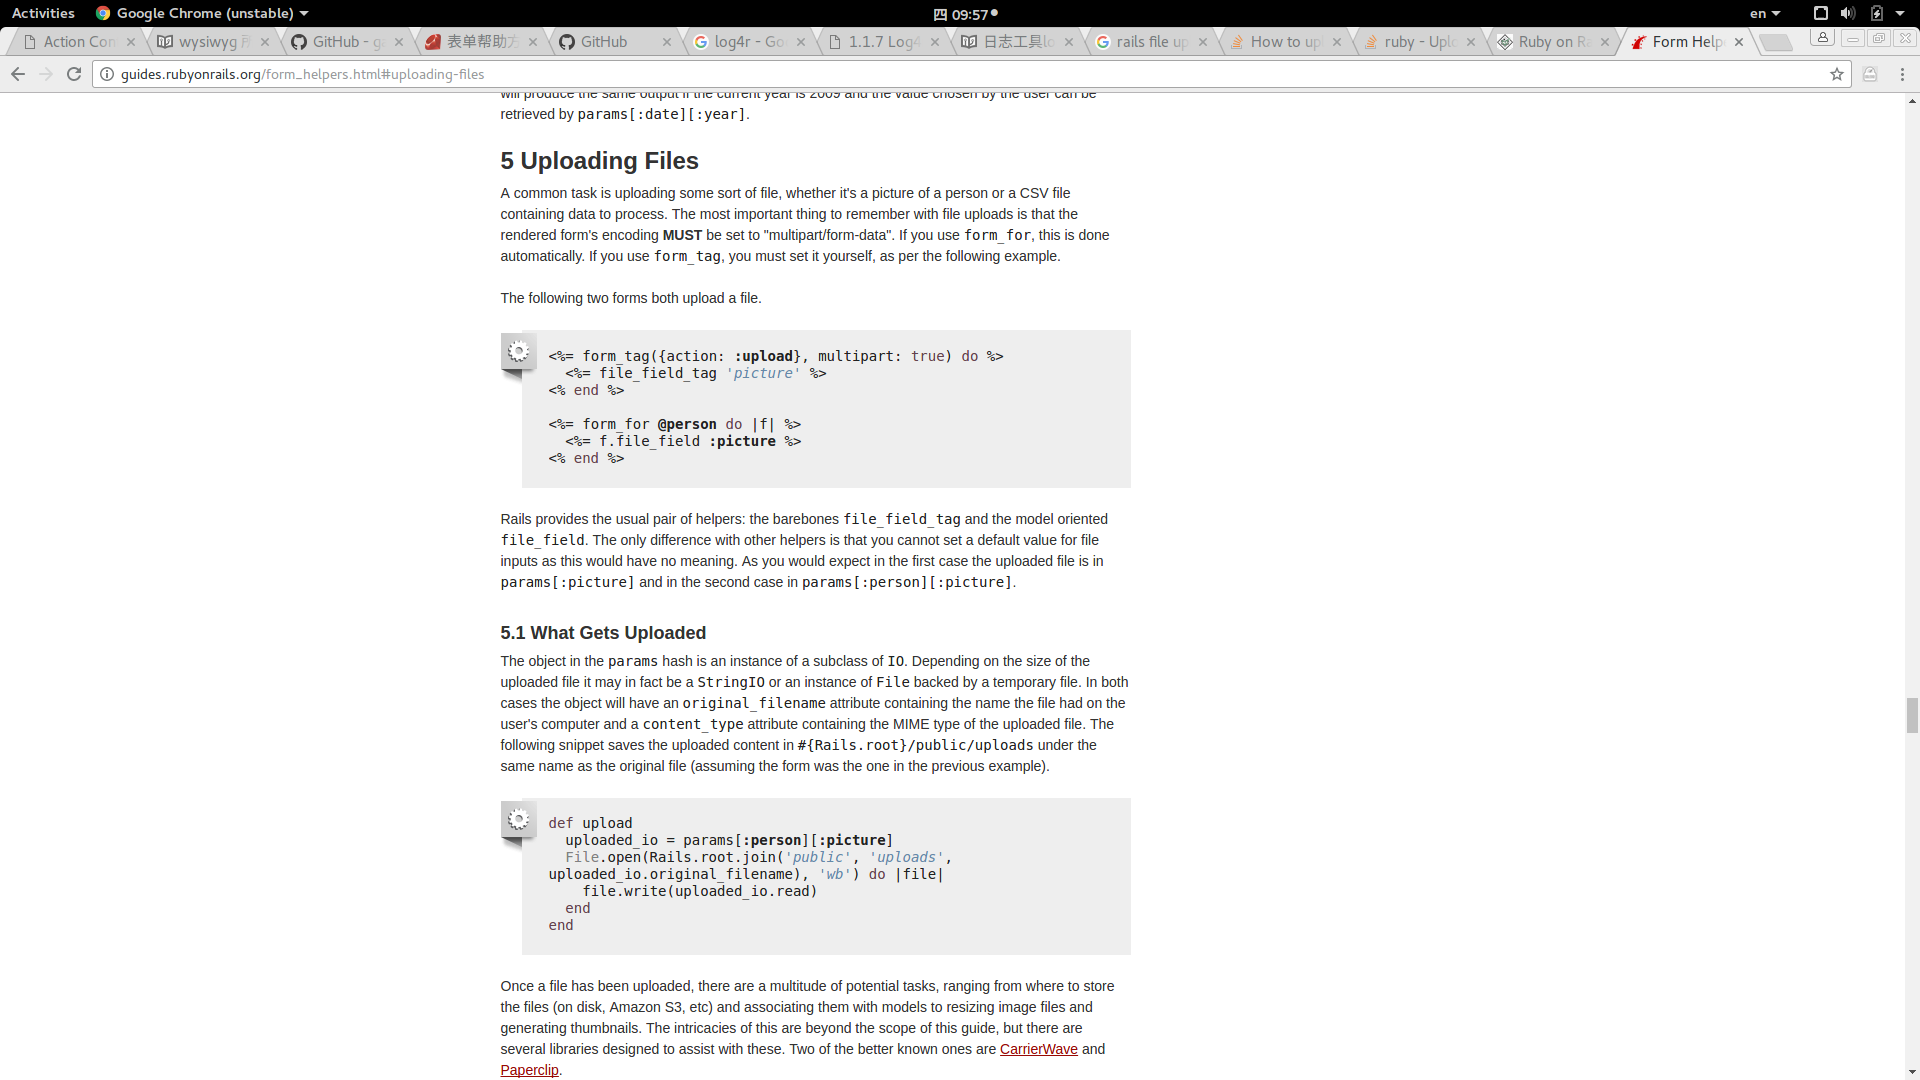 Activities Google Chrome (unstable) 四 09:57 en
Action Con wysiwyg GitHub - g 表单帮助方 GitHub log4r - Go 1.1.7 Log4 日志工具lo rails file up How to up ruby - Uplo Ruby on Ra Form Help
guides.rubyonrails.org/form_helpers.html#uploading-files
will produce the same output if the current year is 2009 and the value chosen by the user can be
retrieved by params[:date][:year].
5 Uploading Files
A common task is uploading some sort of file, whether it's a picture of a person or a CSV file
containing data to process. The most important thing to remember with file uploads is that the
rendered form's encoding MUST be set to "multipart/form-data". If you use form_for, this is done
automatically. If you use form_tag, you must set it yourself, as per the following example.
The following two forms both upload a file.
<%= form_tag({action: :upload}, multipart: true) do %>
  <%= file_field_tag 'picture' %>
<% end %>
<%= form_for @person do |f| %>
  <%= f.file_field :picture %>
<% end %>
Rails provides the usual pair of helpers: the barebones file_field_tag and the model oriented
file_field. The only difference with other helpers is that you cannot set a default value for file
inputs as this would have no meaning. As you would expect in the first case the uploaded file is in
params[:picture] and in the second case in params[:person][:picture].
5.1 What Gets Uploaded
The object in the params hash is an instance of a subclass of IO. Depending on the size of the
uploaded file it may in fact be a StringIO or an instance of File backed by a temporary file. In both
cases the object will have an original_filename attribute containing the name the file had on the
user's computer and a content_type attribute containing the MIME type of the uploaded file. The
following snippet saves the uploaded content in #{Rails.root}/public/uploads under the
same name as the original file (assuming the form was the one in the previous example).
def upload
  uploaded_io = params[:person][:picture]
  File.open(Rails.root.join('public', 'uploads',
uploaded_io.original_filename), 'wb') do |file|
    file.write(uploaded_io.read)
  end
end
Once a file has been uploaded, there are a multitude of potential tasks, ranging from where to store
the files (on disk, Amazon S3, etc) and associating them with models to resizing image files and
generating thumbnails. The intricacies of this are beyond the scope of this guide, but there are
several libraries designed to assist with these. Two of the better known ones are CarrierWave and
Paperclip.